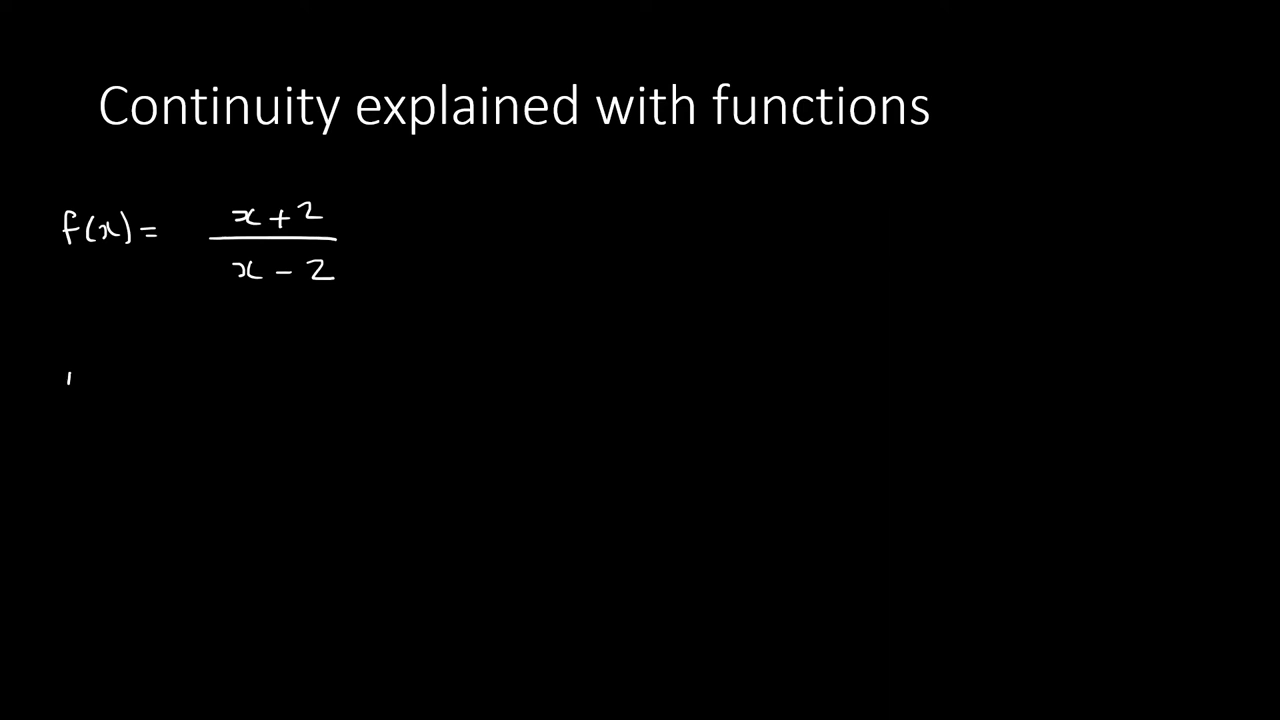 Continuity explained with functions
f(x) = x + 2
x - 2